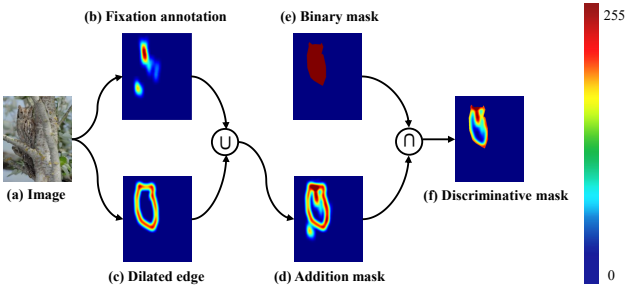 (b) Fixation annotation
(e) Binary mask
255
(a) Image
∪
∩
(f) Discriminative mask
(c) Dilated edge
(d) Addition mask
0